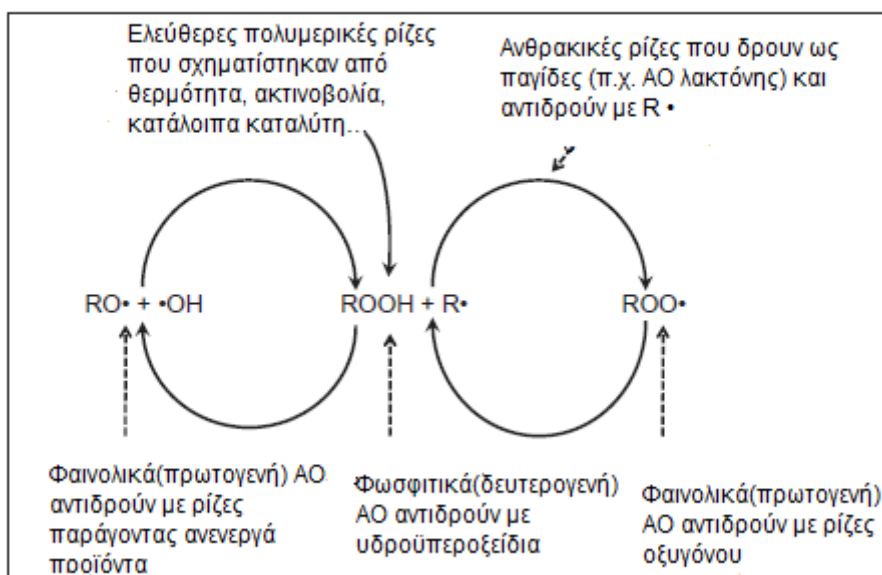 Ελεύθερες πολυμερικές ρίζες
που σχηματίστηκαν από
θερμότητα, ακτινοβολία,
κατάλοιπα καταλύτη...
Ανθρακικές ρίζες που δρουν ως
παγίδες (π.χ. ΑΟ λακτόνης) και
αντιδρούν με R •
RO• + •OH
ROOH + R•
ROO•
Φαινολικά(πρωτογενή) ΑΟ
αντιδρούν με ρίζες
παράγοντας ανενεργά
προϊόντα
Φωσφιτικά(δευτερογενή)
ΑΟ αντιδρούν με
υδροϋπεροξείδια
Φαινολικά(πρωτογενή)
ΑΟ αντιδρούν με ρίζες
οξυγόνου